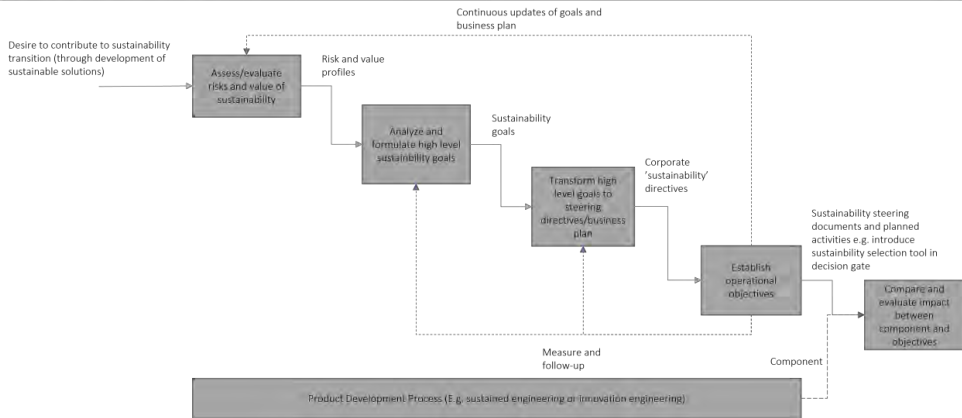 Continuous updates of goals and
business plan
Desire to contribute to sustainability
transition (through development of
sustainable solutions)
Assess/evaluate
risks and value of
sustainability
Risk and value
profiles
Analyze and
formulate high level
sustainability goals
Sustainability
goals
Transform high
level goals to
steering
directives/business
plan
Corporate
'sustainability'
directives
Establish
operational
objectives
Sustainability steering
documents and planned
activities e.g. introduce
sustainbility selection tool in
decision gate
Compare and
evaluate impact
between
component and
objectives
Measure and
follow-up
Component
Product Development Process (E.g. sustained engineering or innovation engineering)